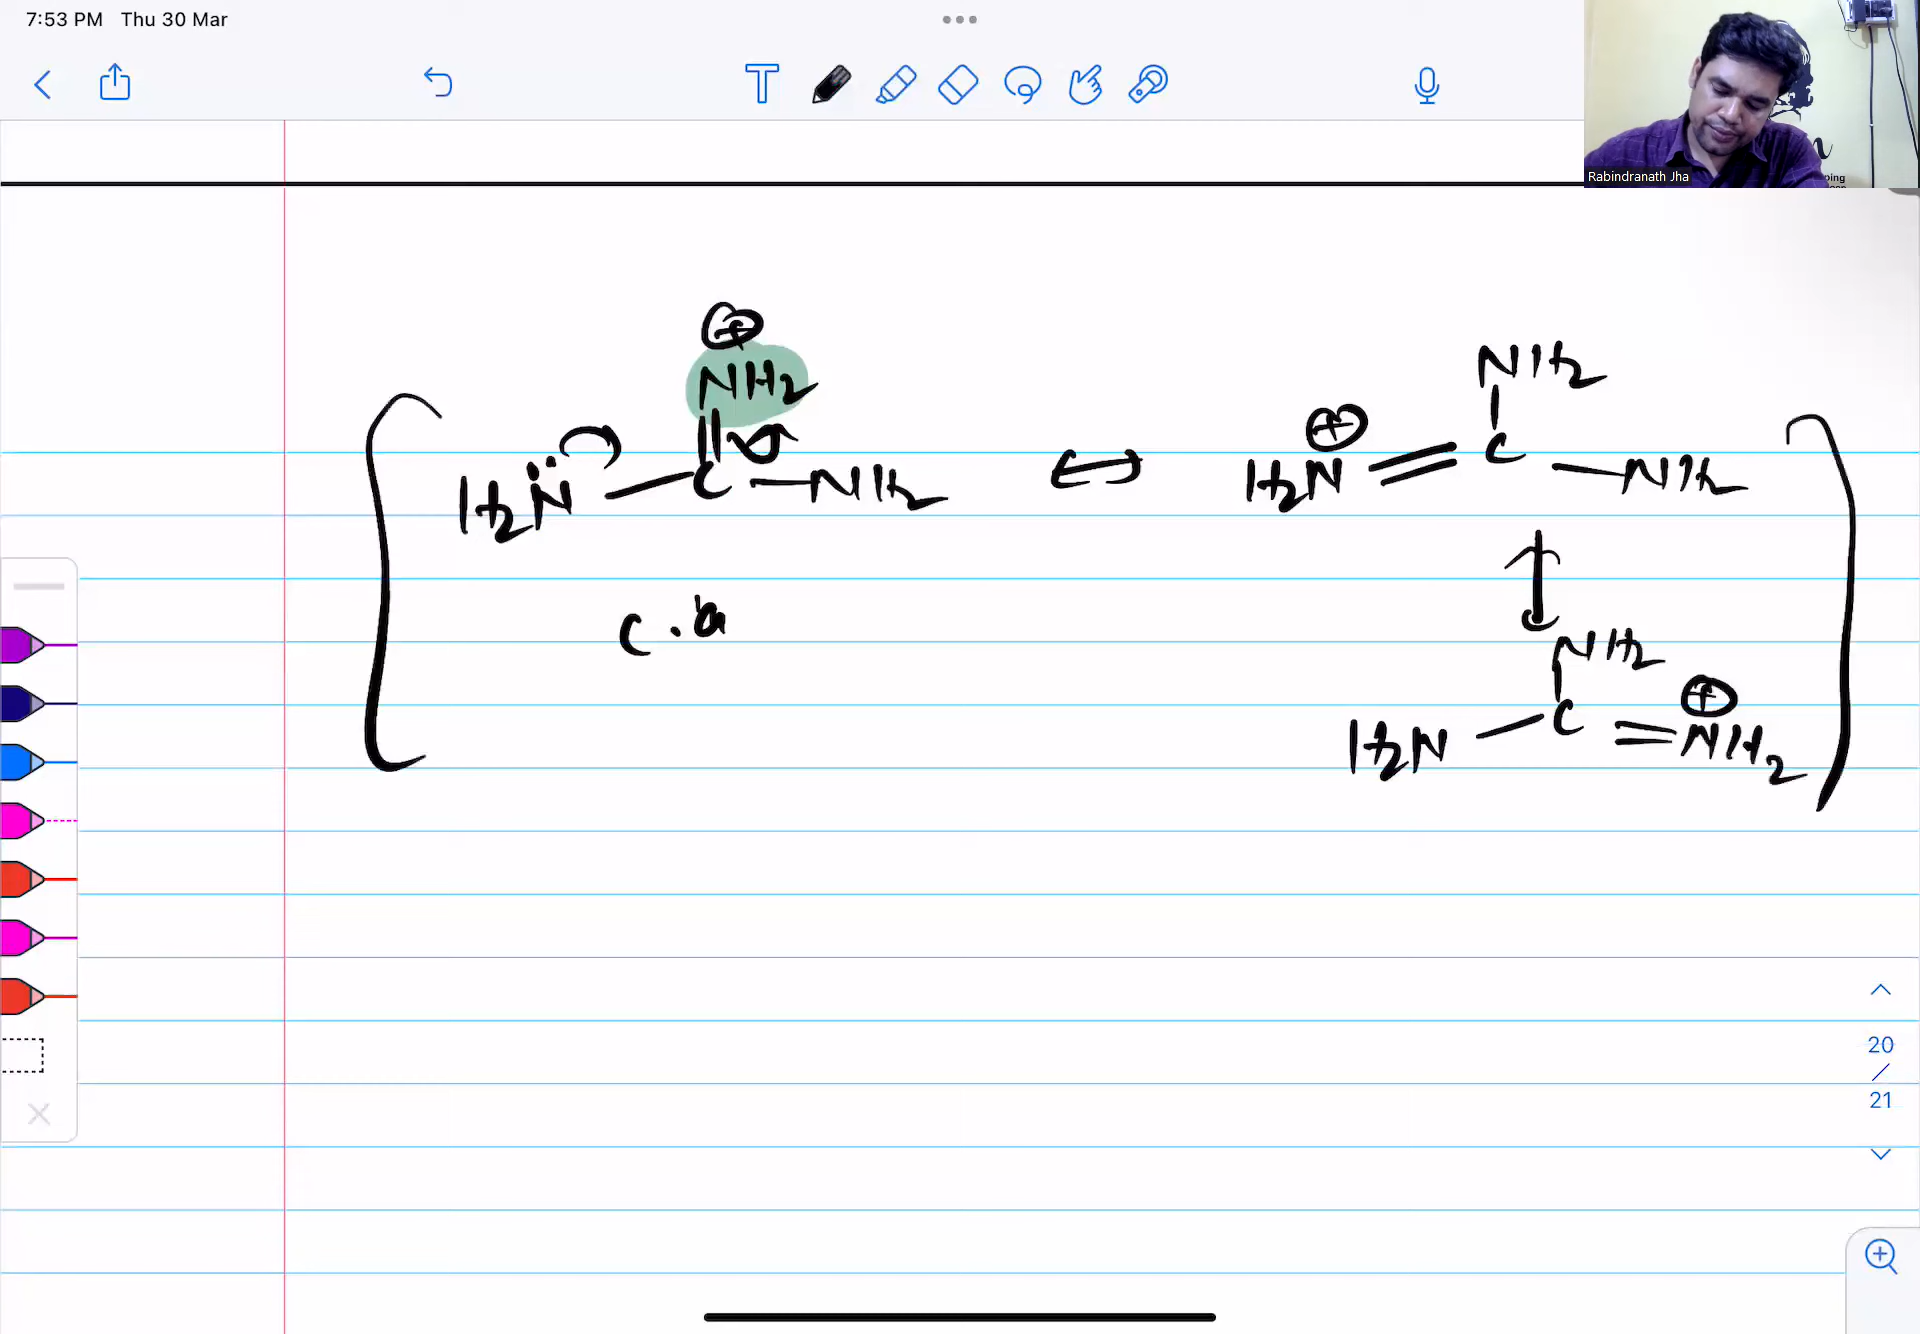 7:53 PM Thu 30 Mar
Rabindranath Jha
ping
⊕
NH2
H2N̈ — C — NH2 ↔ H2N = C — NH2
⊕
NH2
c.a
NH2
⊕
H2N — C = NH2
20
/
21